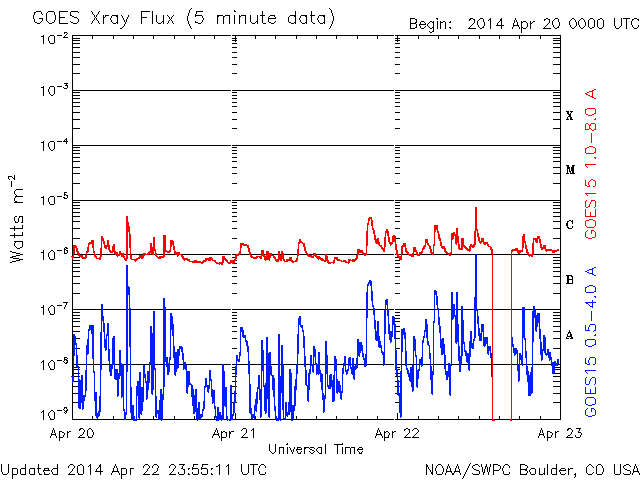 GOES Xray Flux (5 minute data)
Begin: 2014 Apr 20 0000 UTC
10-2
10-3
10-4
10-5
10-6
10-7
10-8
10-9
Watts m-2
X
M
C
B
A
GOES15 1.0-8.0 A
GOES15 0.5-4.0 A
Apr 20
Apr 21
Apr 22
Apr 23
Universal Time
Updated 2014 Apr 22 23:55:11 UTC
NOAA/SWPC Boulder, CO USA